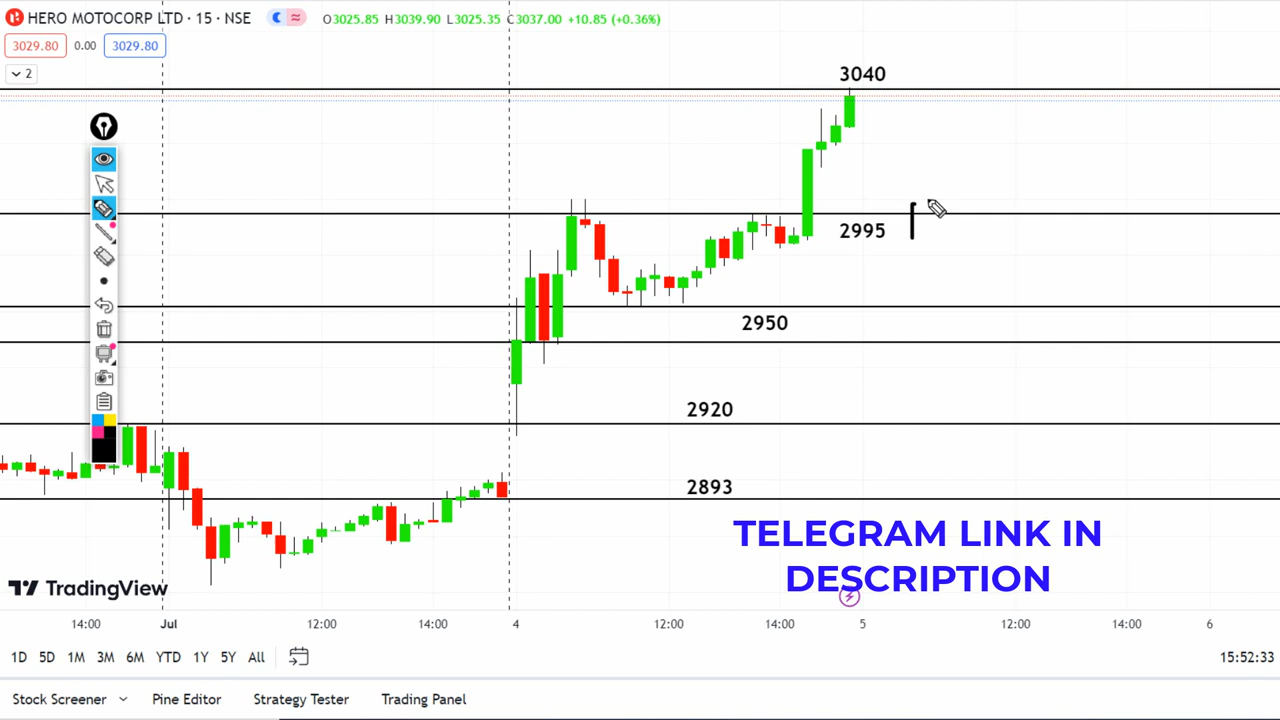 HERO MOTOCORP LTD · 15 · NSE O3025.85 H3039.90 L3025.35 C3037.00 +10.85 (+0.36%)
3029.80 0.00 3029.80
2
3040
2995
2950
2920
2893
TELEGRAM LINK IN
DESCRIPTION
TradingView
14:00 Jul 12:00 14:00 4 12:00 14:00 5 12:00 14:00 6
1D 5D 1M 3M 6M YTD 1Y 5Y All 15:52:33
Stock Screener Pine Editor Strategy Tester Trading Panel